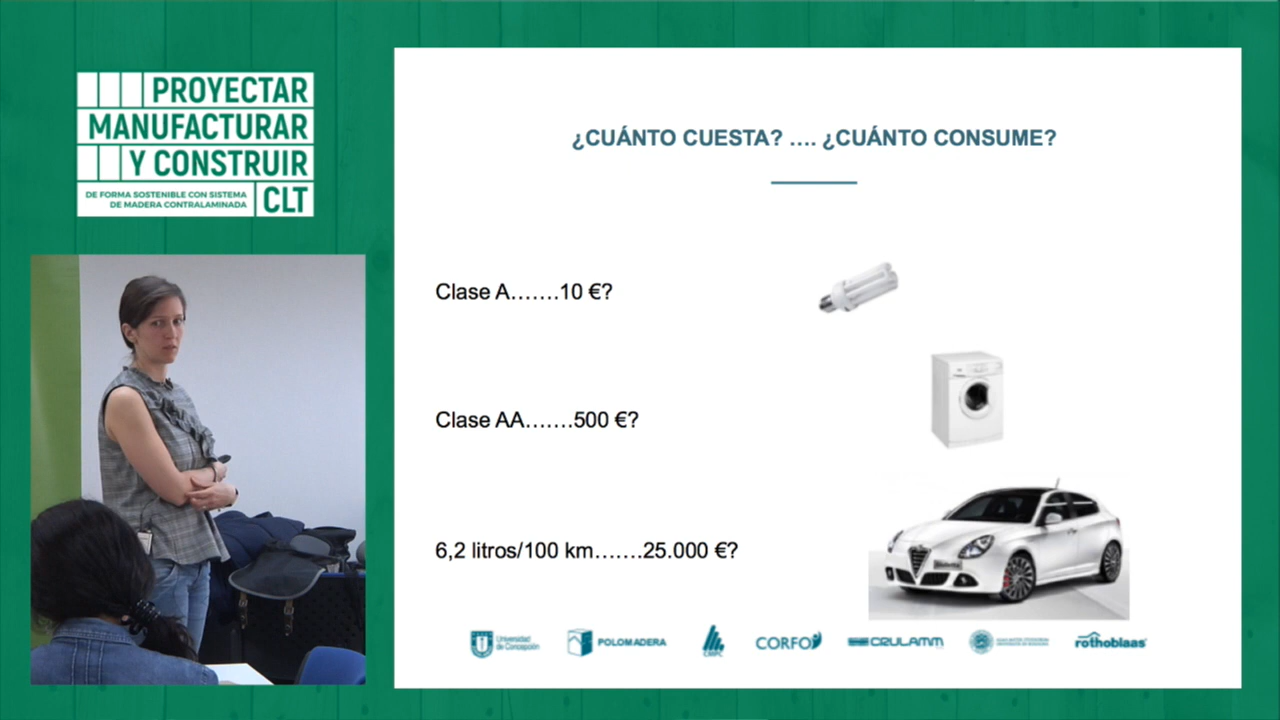 PROYECTAR
MANUFACTURAR
Y CONSTRUIR
DE FORMA SOSTENIBLE CON SISTEMA
DE MADERA CONTRALAMINADA
CLT
¿CUÁNTO CUESTA? .... ¿CUÁNTO CONSUME?
Clase A.......10 €?
Clase AA.......500 €?
6,2 litros/100 km.......25.000 €?
Universidad
de Concepción
POLOMADERA
CORFO
CRULAMM
rothoblaas